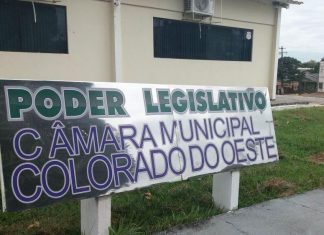 PODER LEGISLATIVO
CÂMARA MUNICIPAL
COLORADO DO OESTE